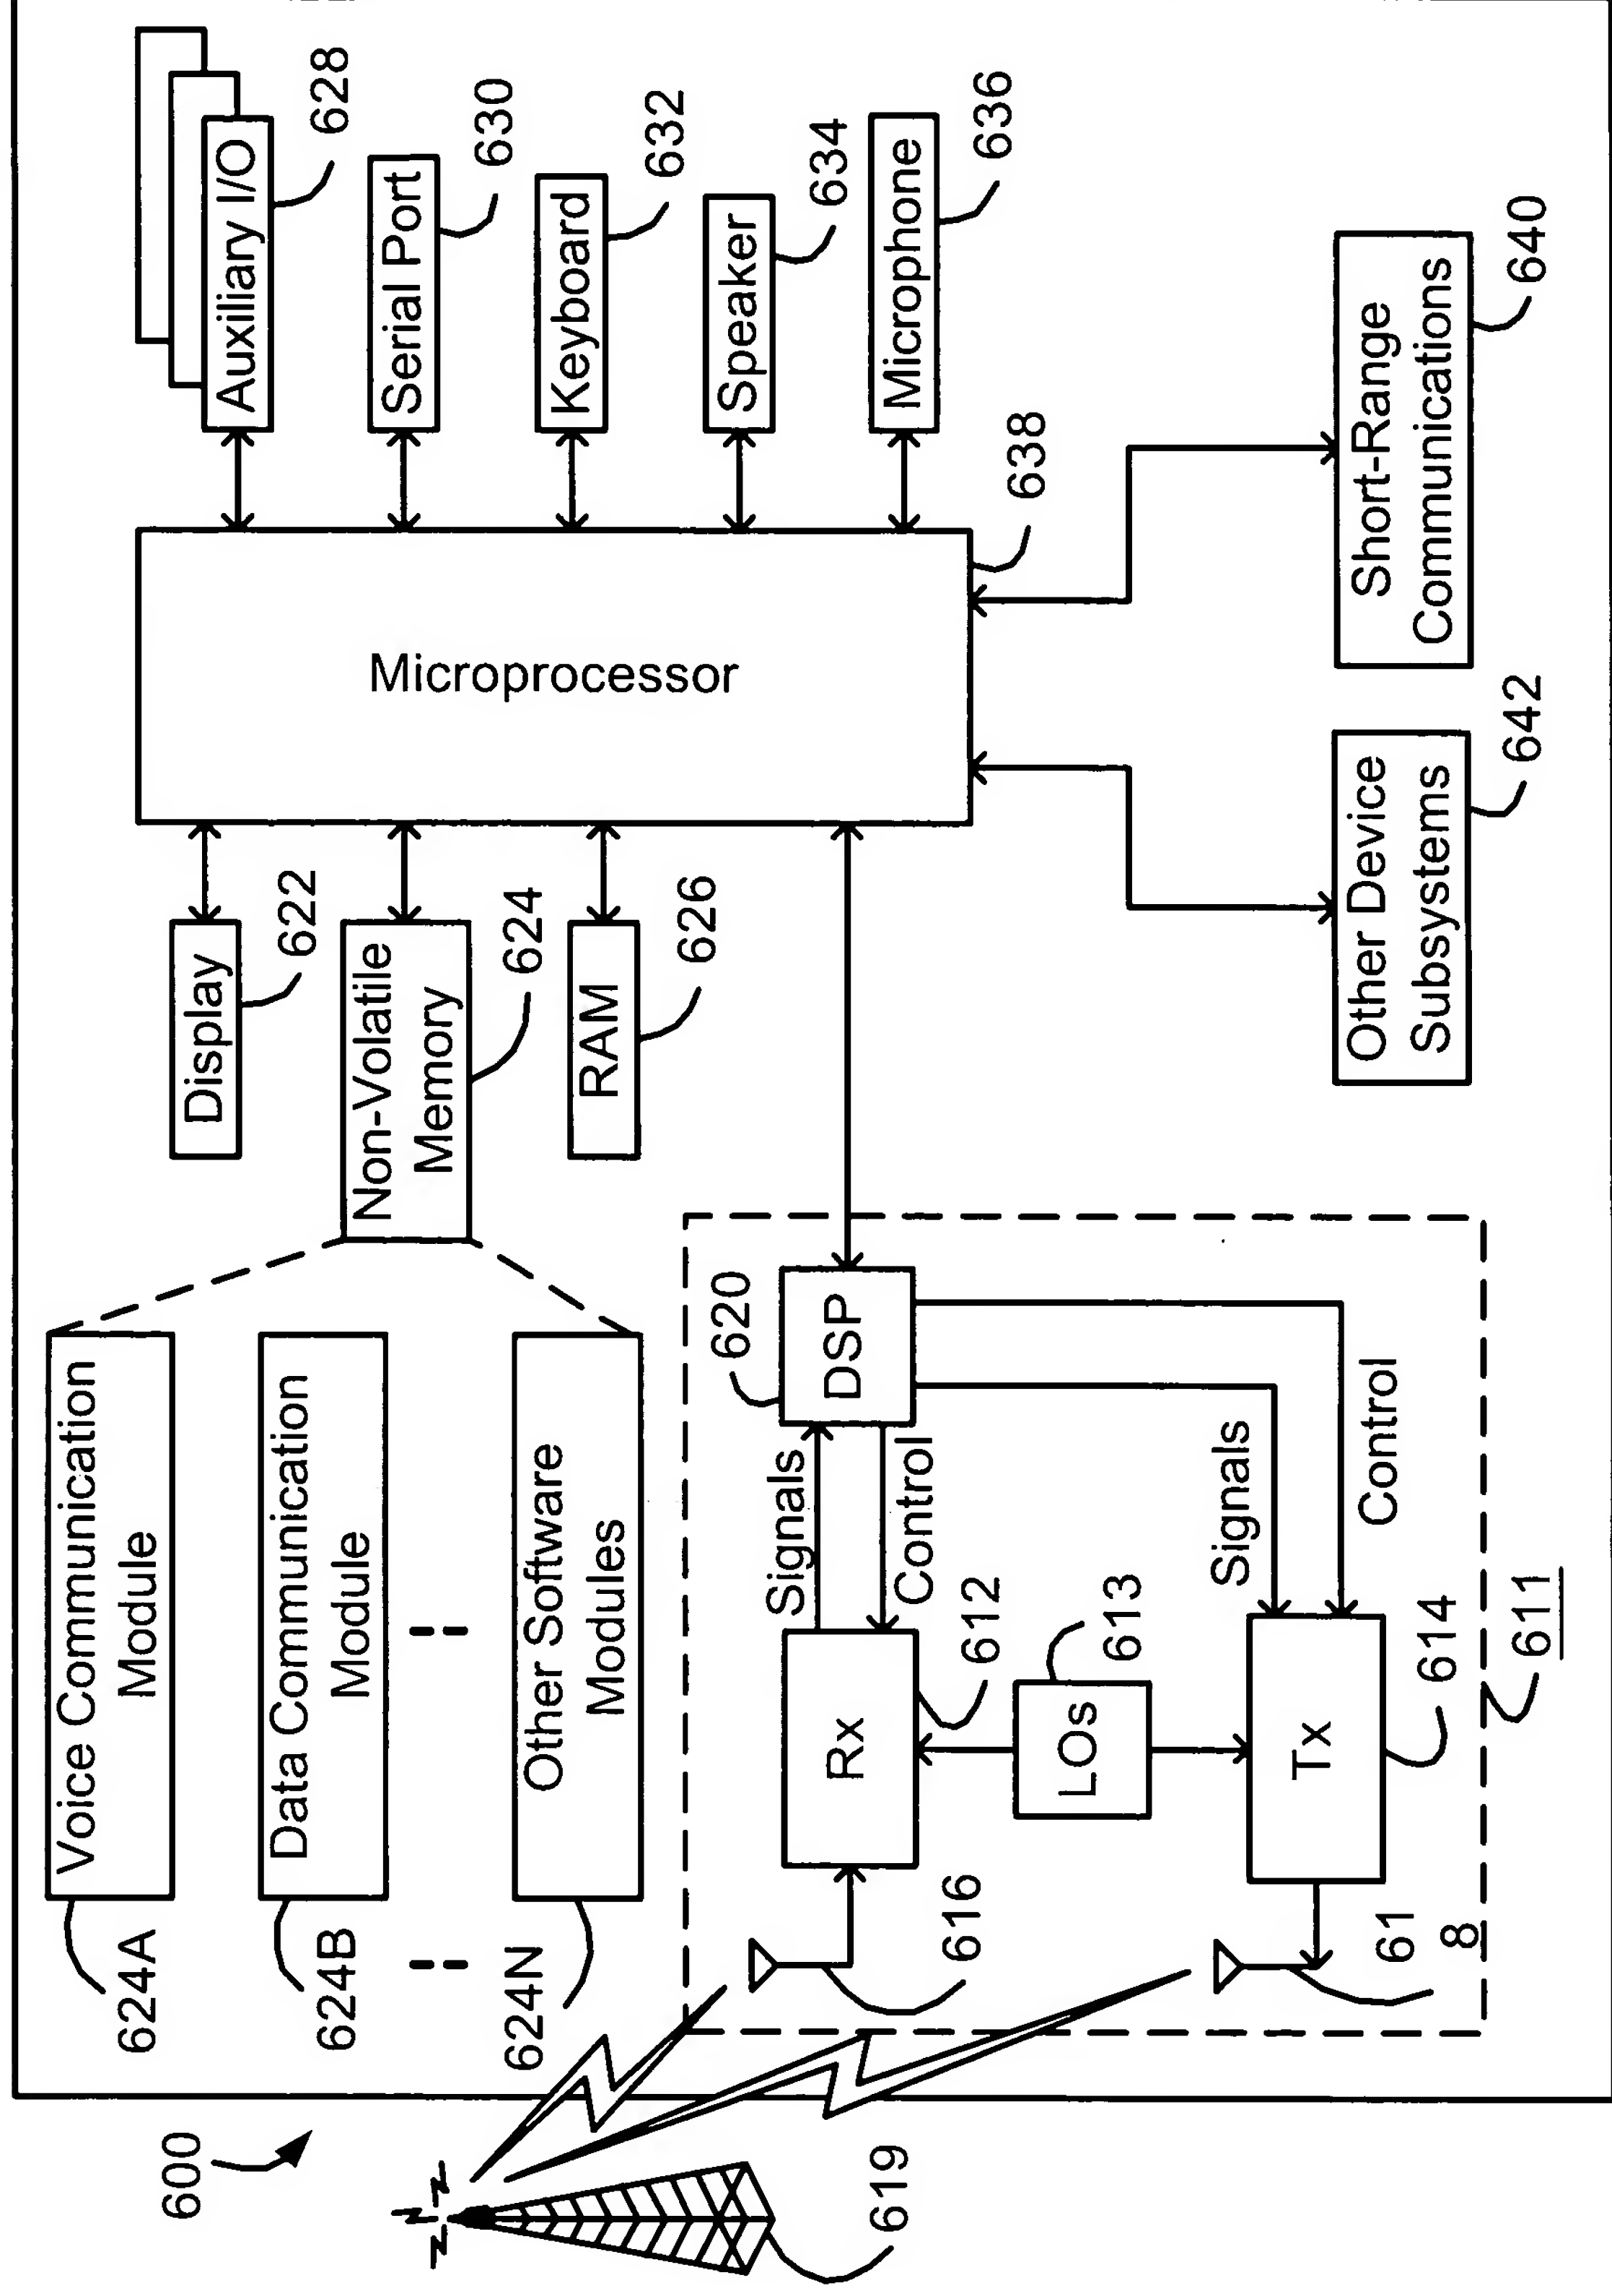 600
619
624A
Voice Communication
Module
624B
Data Communication
Module
624N
Other Software
Modules
Display
622
Non-Volatile
Memory
624
RAM
626
Microprocessor
638
Auxiliary I/O
628
Serial Port
630
Keyboard
632
Speaker
634
Microphone
636
Short-Range
Communications
640
Other Device
Subsystems
642
620
DSP
Signals
Control
Rx
612
LOs
613
Signals
Control
Tx
614
616
61
8
611